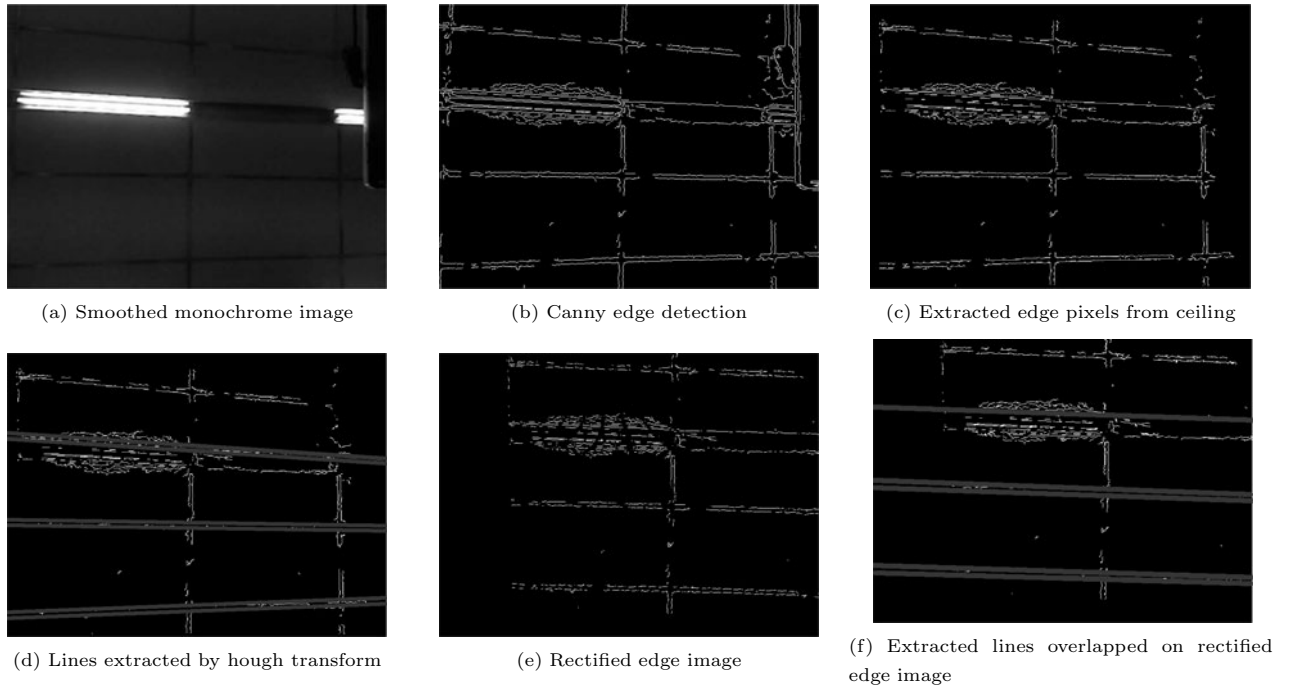 (a) Smoothed monochrome image
(b) Canny edge detection
(c) Extracted edge pixels from ceiling
(d) Lines extracted by hough transform
(e) Rectified edge image
(f) Extracted lines overlapped on rectified
edge image